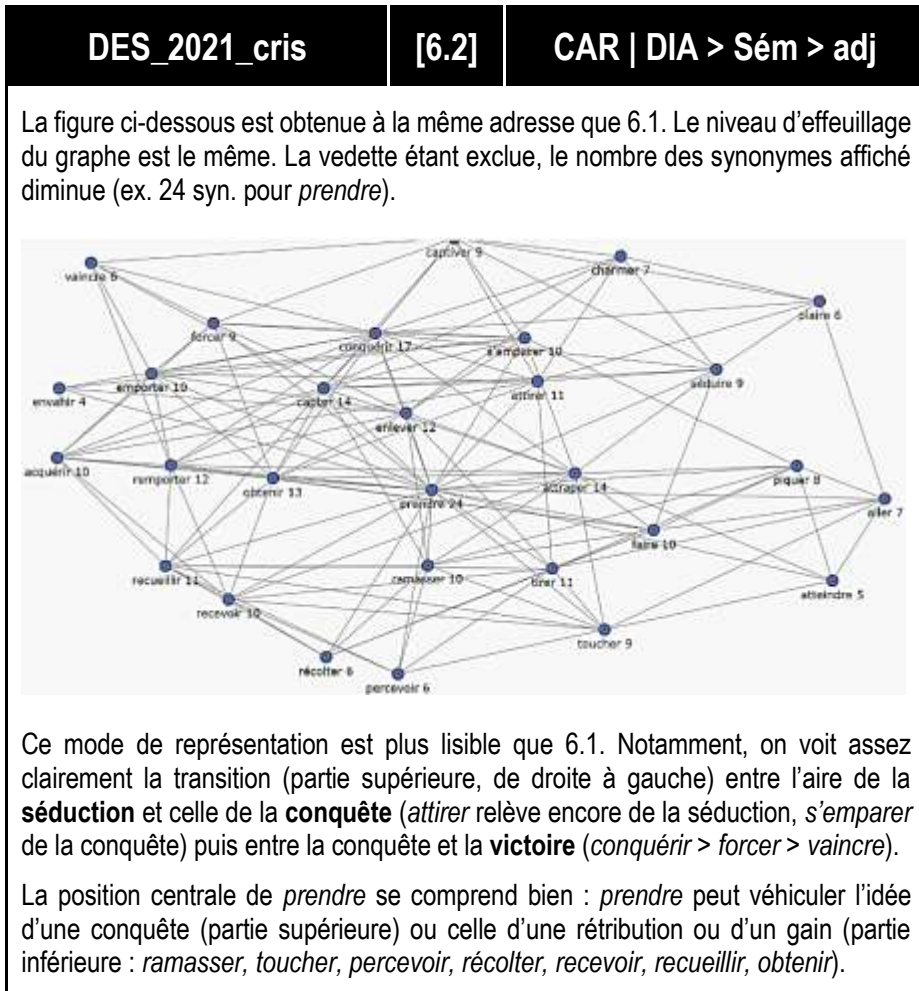 DES_2021_cris [6.2] CAR | DIA > Sém > adj
La figure ci-dessous est obtenue à la même adresse que 6.1. Le niveau d’effeuillage
du graphe est le même. La vedette étant exclue, le nombre des synonymes affiché
diminue (ex. 24 syn. pour prendre).
captiver 9
vaincre 6
charmer 7
plaire 6
forcer 9
conquérir 17
s'emparer 10
emporter 10
envahir 4
capter 14
attirer 11
séduire 9
enlever 12
acquérir 10
remporter 12
obtenir 13
prendre 24
attraper 14
piquer 8
aller 7
faire 10
recueillir 11
ramasser 10
tirer 11
atteindre 5
recevoir 10
toucher 9
récolter 6
percevoir 6
Ce mode de représentation est plus lisible que 6.1. Notamment, on voit assez
clairement la transition (partie supérieure, de droite à gauche) entre l’aire de la
séduction et celle de la conquête (attirer relève encore de la séduction, s’emparer
de la conquête) puis entre la conquête et la victoire (conquérir > forcer > vaincre).
La position centrale de prendre se comprend bien : prendre peut véhiculer l’idée
d’une conquête (partie supérieure) ou celle d’une rétribution ou d’un gain (partie
inférieure : ramasser, toucher, percevoir, récolter, recevoir, recueillir, obtenir).